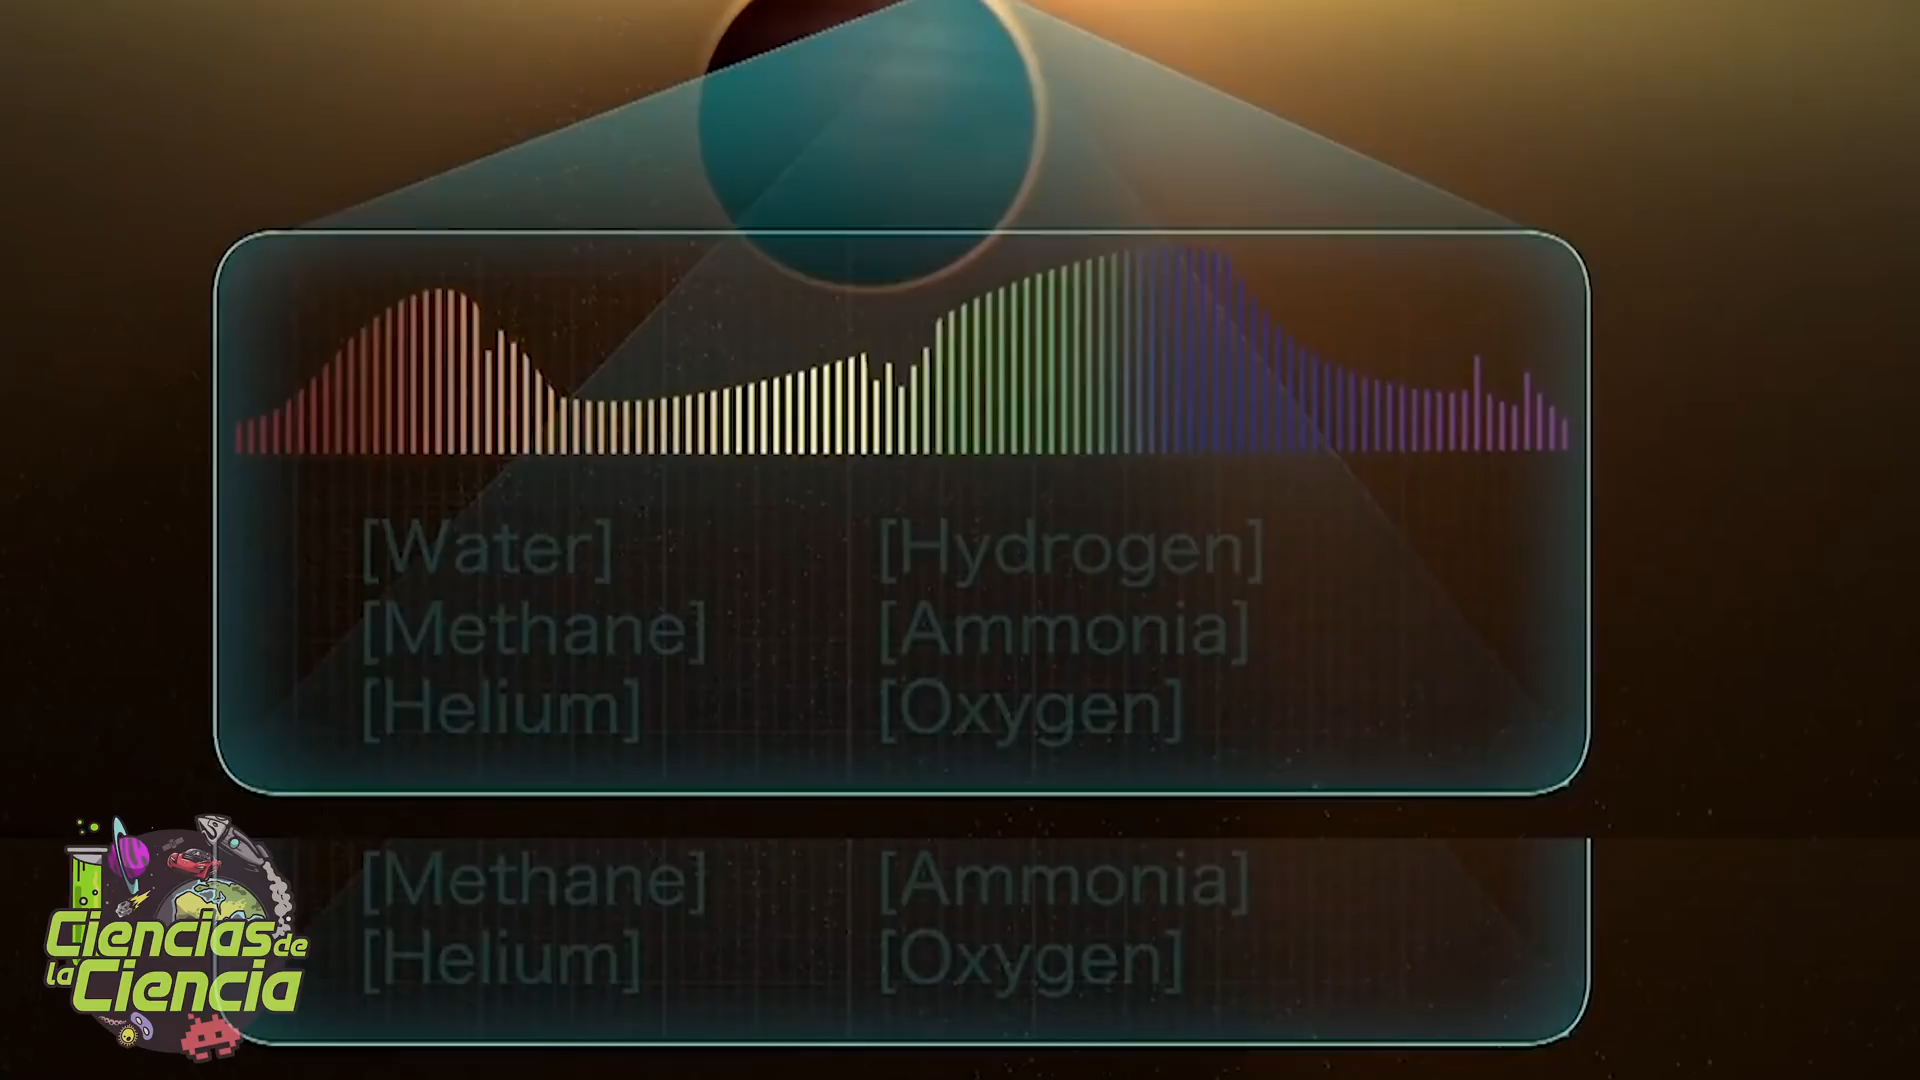 [Water] [Hydrogen]
[Methane] [Ammonia]
[Helium] [Oxygen]
[Methane] [Ammonia]
[Helium] [Oxygen]
Ciencias de
la Ciencia